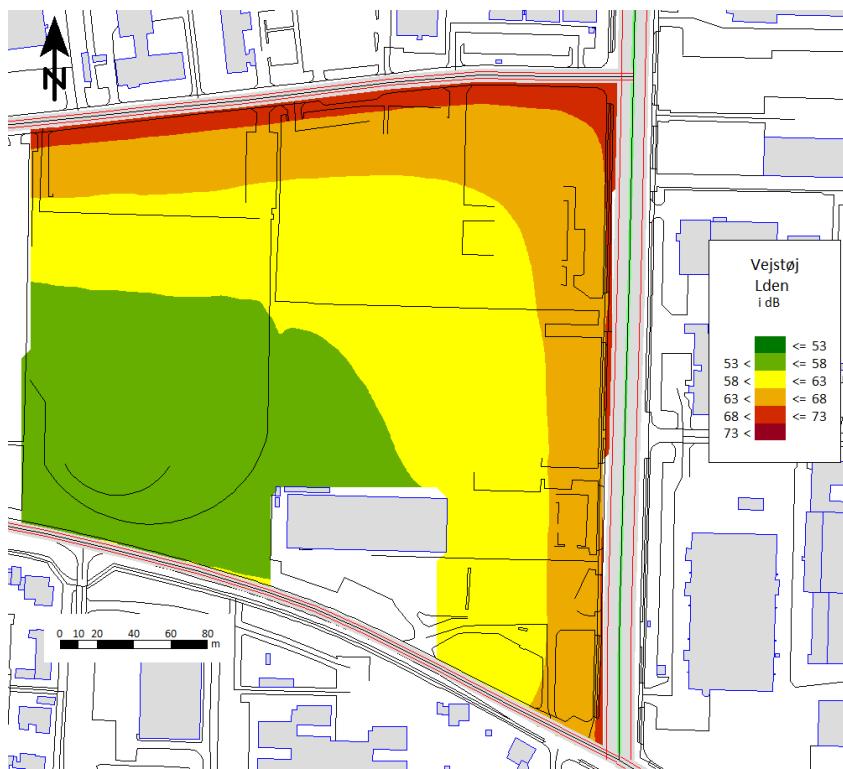 N
Vejstøj
Lden
i dB
<= 53
53 < <= 58
58 < <= 63
63 < <= 68
68 < <= 73
73 <
0 10 20 40 60 80
m